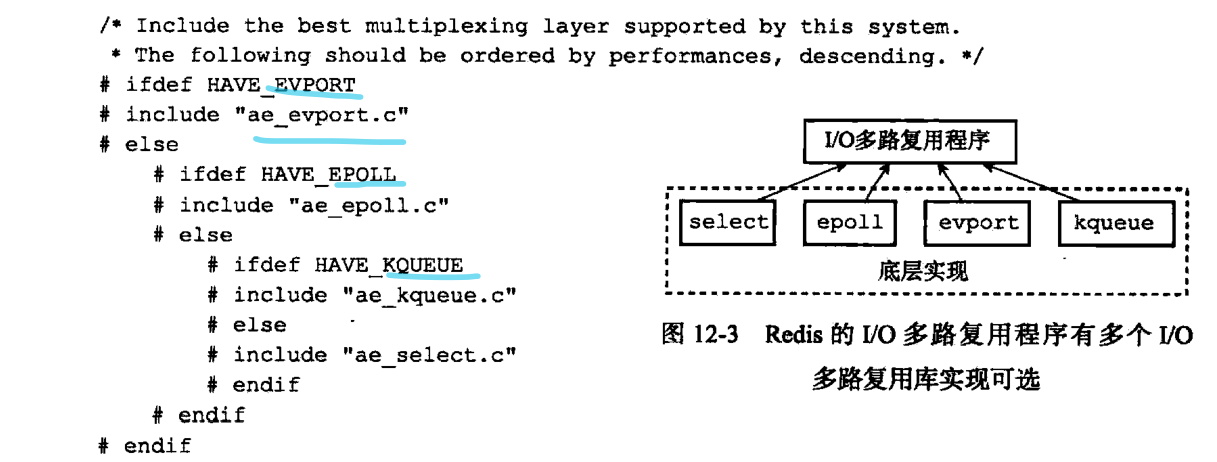 /* Include the best multiplexing layer supported by this system.
 * The following should be ordered by performances, descending. */
# ifdef HAVE_EVPORT
# include "ae_evport.c"
# else
    # ifdef HAVE_EPOLL
    # include "ae_epoll.c"
    # else
        # ifdef HAVE_KQUEUE
        # include "ae_kqueue.c"
        # else
        # include "ae_select.c"
        # endif
    # endif
# endif
I/O多路复用程序
select
epoll
evport
kqueue
底层实现
图 12-3 Redis 的 I/O 多路复用程序有多个 I/O
多路复用库实现可选